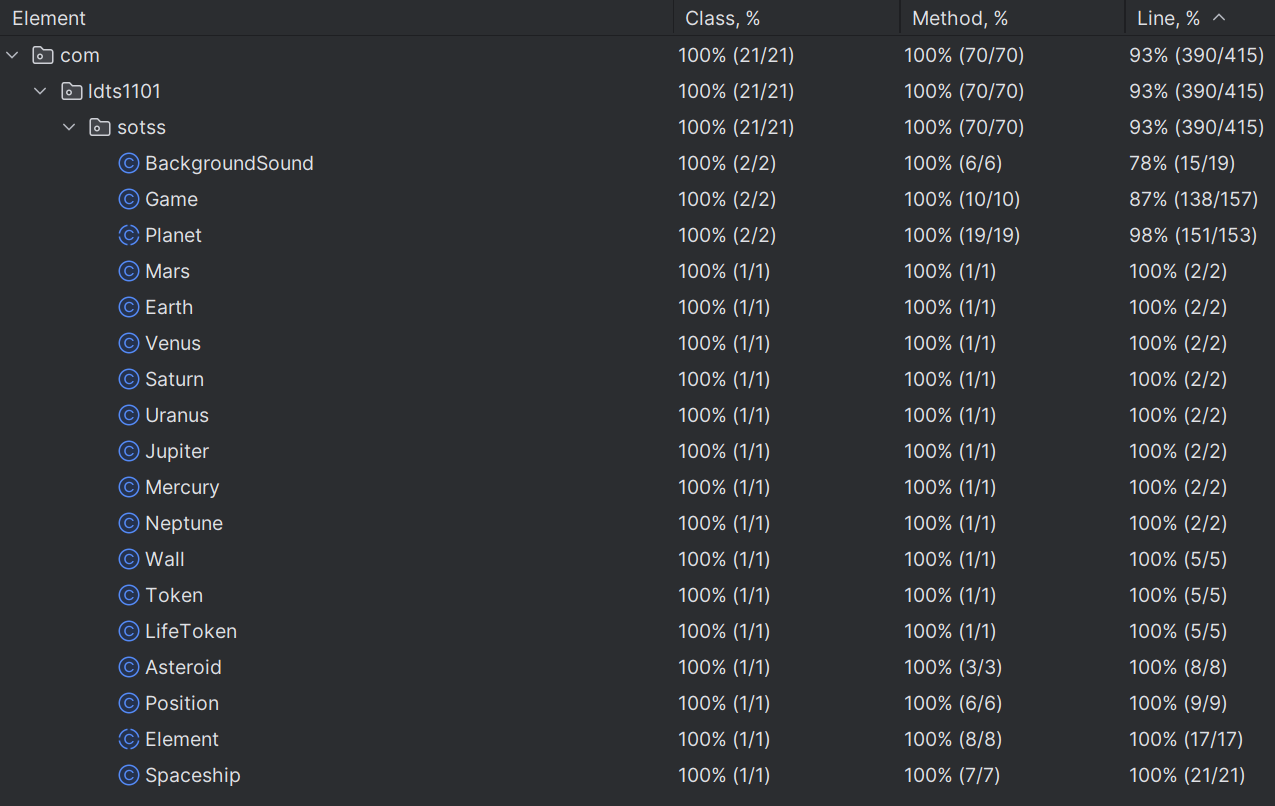 Element Class, % Method, % Line, %
com 100% (21/21) 100% (70/70) 93% (390/415)
ldts1101 100% (21/21) 100% (70/70) 93% (390/415)
sotss 100% (21/21) 100% (70/70) 93% (390/415)
BackgroundSound 100% (2/2) 100% (6/6) 78% (15/19)
Game 100% (2/2) 100% (10/10) 87% (138/157)
Planet 100% (2/2) 100% (19/19) 98% (151/153)
Mars 100% (1/1) 100% (1/1) 100% (2/2)
Earth 100% (1/1) 100% (1/1) 100% (2/2)
Venus 100% (1/1) 100% (1/1) 100% (2/2)
Saturn 100% (1/1) 100% (1/1) 100% (2/2)
Uranus 100% (1/1) 100% (1/1) 100% (2/2)
Jupiter 100% (1/1) 100% (1/1) 100% (2/2)
Mercury 100% (1/1) 100% (1/1) 100% (2/2)
Neptune 100% (1/1) 100% (1/1) 100% (2/2)
Wall 100% (1/1) 100% (1/1) 100% (5/5)
Token 100% (1/1) 100% (1/1) 100% (5/5)
LifeToken 100% (1/1) 100% (1/1) 100% (5/5)
Asteroid 100% (1/1) 100% (3/3) 100% (8/8)
Position 100% (1/1) 100% (6/6) 100% (9/9)
Element 100% (1/1) 100% (8/8) 100% (17/17)
Spaceship 100% (1/1) 100% (7/7) 100% (21/21)